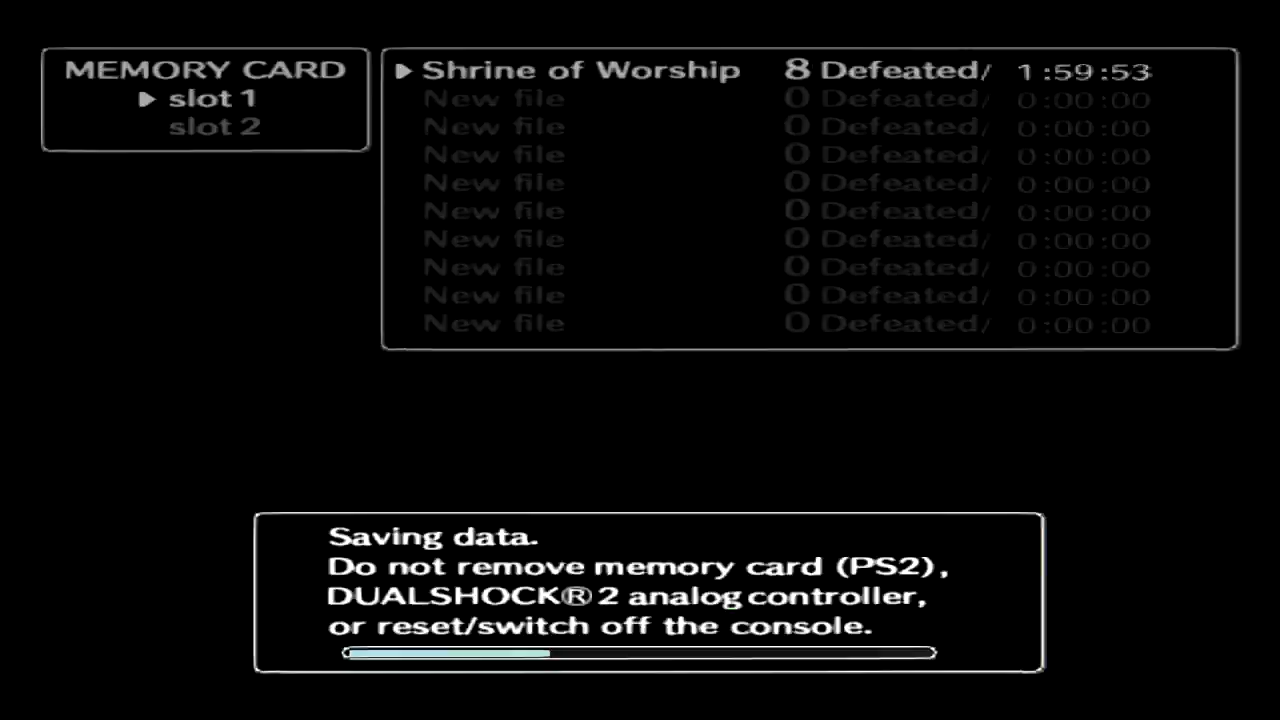 MEMORY CARD
slot 1
slot 2
Shrine of Worship 8 Defeated/ 1:59:53
New file 0 Defeated/ 0:00:00
New file 0 Defeated/ 0:00:00
New file 0 Defeated/ 0:00:00
New file 0 Defeated/ 0:00:00
New file 0 Defeated/ 0:00:00
New file 0 Defeated/ 0:00:00
New file 0 Defeated/ 0:00:00
New file 0 Defeated/ 0:00:00
New file 0 Defeated/ 0:00:00
Saving data.
Do not remove memory card (PS2),
DUALSHOCK® 2 analog controller,
or reset/switch off the console.